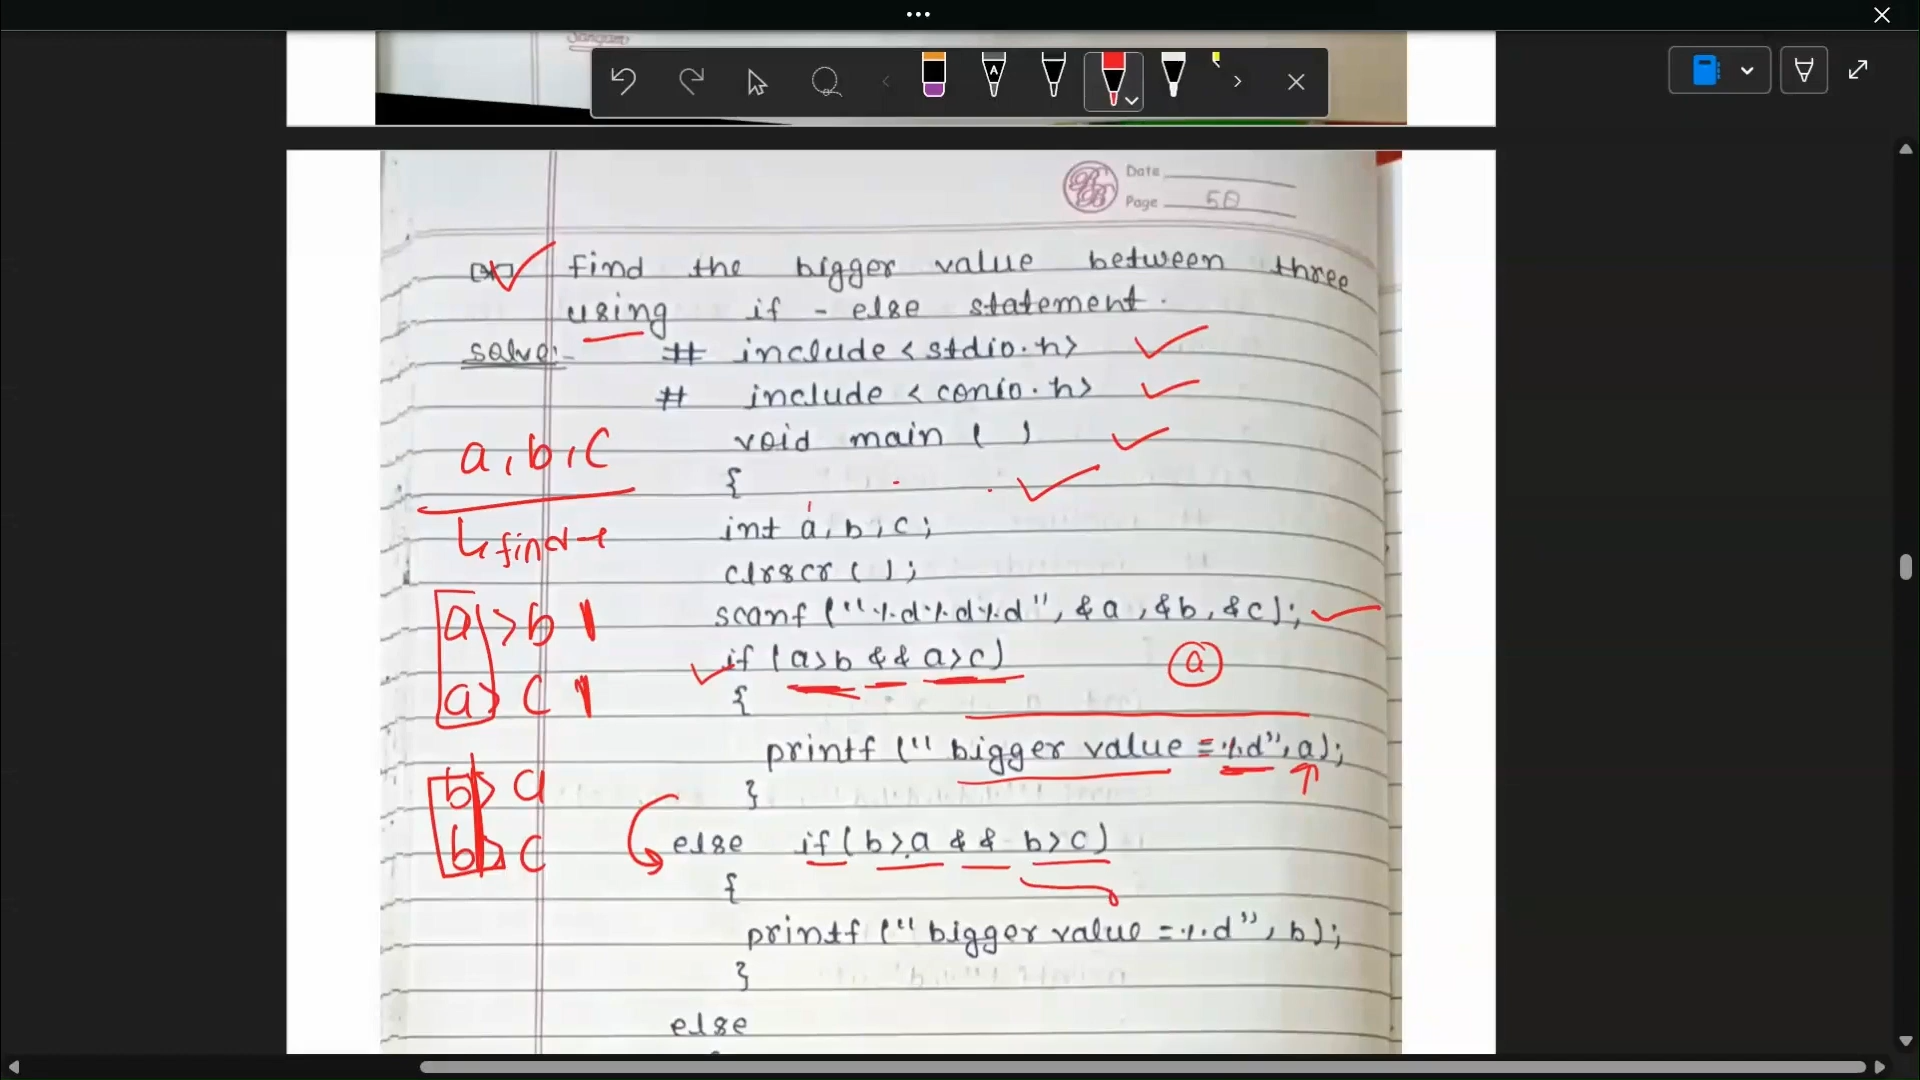 Sangam
Date
Page 50
find the bigger value between three
using if - else statement.
solve:-
# include <stdio.h>
# include <conio.h>
void main ( )
{
int a, b, c;
clrscr ( );
scanf ("%d%d%d", &a, &b, &c);
if (a>b && a>c)
{
printf ("bigger value = %d", a);
}
else if (b>a && b>c)
{
printf ("bigger value = %d", b);
}
else
a, b, c
find
a > b
a > c
b > a
b > c
a